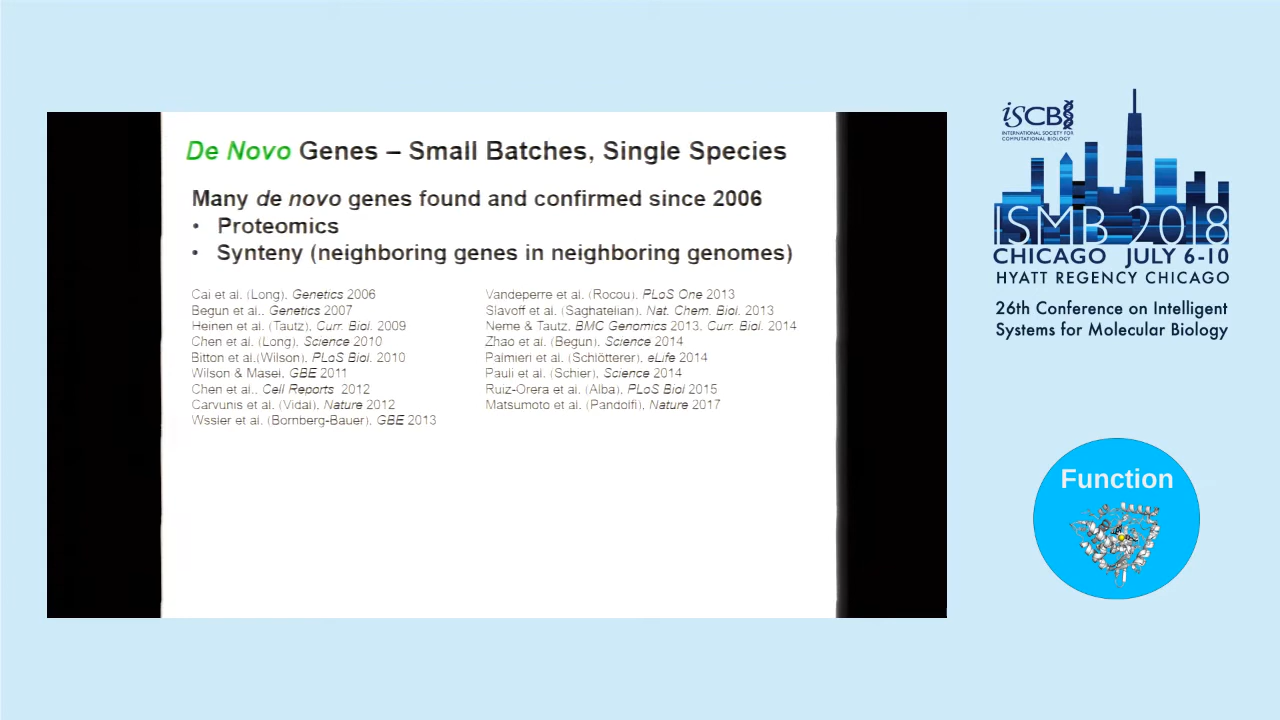 De Novo Genes – Small Batches, Single Species
Many de novo genes found and confirmed since 2006
• Proteomics
• Synteny (neighboring genes in neighboring genomes)
Cai et al. (Long), Genetics 2006
Begun et al., Genetics 2007
Heinen et al. (Tautz), Curr. Biol. 2009
Chen et al. (Long), Science 2010
Bitton et al.(Wilson), PLoS Biol. 2010
Wilson & Masel, GBE 2011
Chen et al., Cell Reports 2012
Carvunis et al. (Vidal), Nature 2012
Wssler et al. (Bornberg-Bauer), GBE 2013
Vandeperre et al. (Rocou), PLoS One 2013
Slavoff et al. (Saghatelian), Nat. Chem. Biol. 2013
Neme & Tautz, BMC Genomics 2013, Curr. Biol. 2014
Zhao et al. (Begun), Science 2014
Palmieri et al. (Schlötterer), eLife 2014
Pauli et al. (Schier), Science 2014
Ruiz-Orera et al. (Alba), PLoS Biol 2015
Matsumoto et al. (Pandolfi), Nature 2017
iSCB
INTERNATIONAL SOCIETY FOR
COMPUTATIONAL BIOLOGY
ISMB 2018
CHICAGO JULY 6-10
HYATT REGENCY CHICAGO
26th Conference on Intelligent
Systems for Molecular Biology
Function